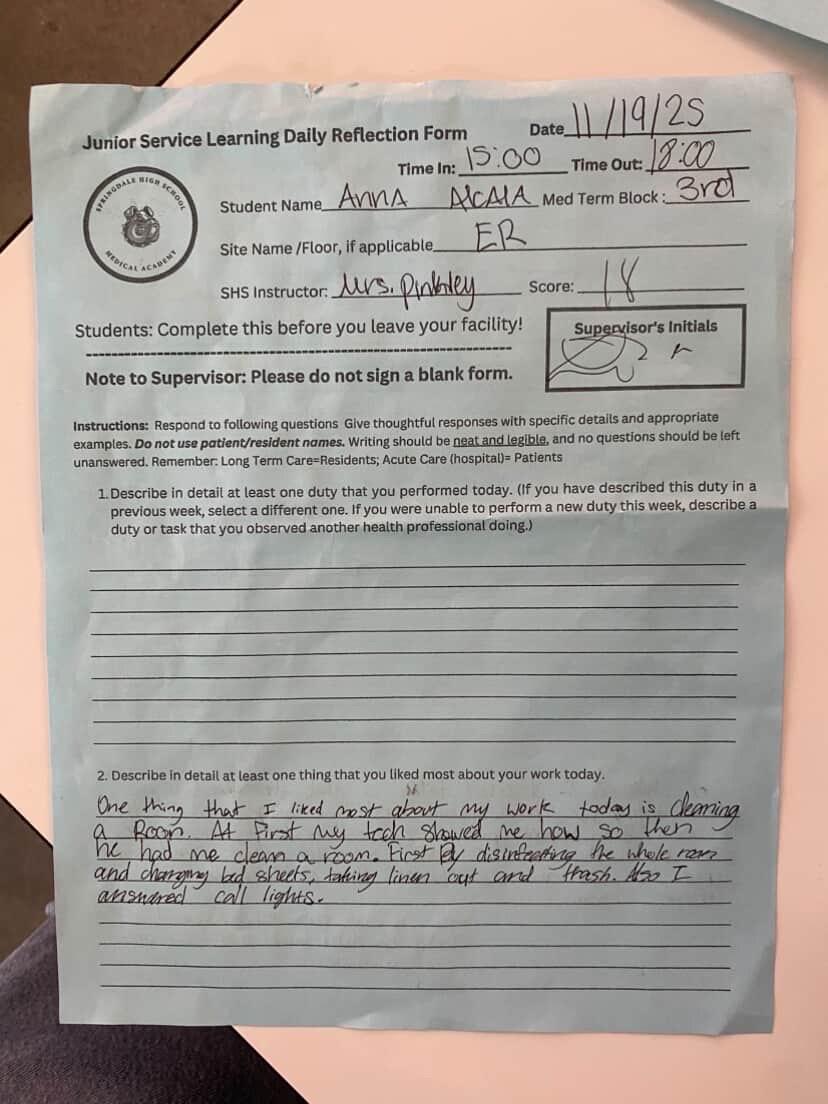 Junior Service Learning Daily Reflection Form
Date 11/19/25
Time In: 15:00 Time Out: 18:00
SPRINGDALE HIGH SCHOOL
MEDICAL ACADEMY
Student Name Anna Alcala Med Term Block: 3rd
Site Name /Floor, if applicable ER
SHS Instructor: Mrs. Pinkley Score: 18
Students: Complete this before you leave your facility!
Supervisor's Initials
Note to Supervisor: Please do not sign a blank form.
Instructions: Respond to following questions Give thoughtful responses with specific details and appropriate
examples. Do not use patient/resident names. Writing should be neat and legible, and no questions should be left
unanswered. Remember: Long Term Care=Residents; Acute Care (hospital)= Patients
1. Describe in detail at least one duty that you performed today. (If you have described this duty in a
previous week, select a different one. If you were unable to perform a new duty this week, describe a
duty or task that you observed another health professional doing.)
2. Describe in detail at least one thing that you liked most about your work today.
One thing that I liked most about my work today is cleaning
a Room. At First my tech showed me how so then
he had me clean a room. First By disinfecting the whole room
and changing bed sheets, taking linen out and trash. Also I
answered call lights.